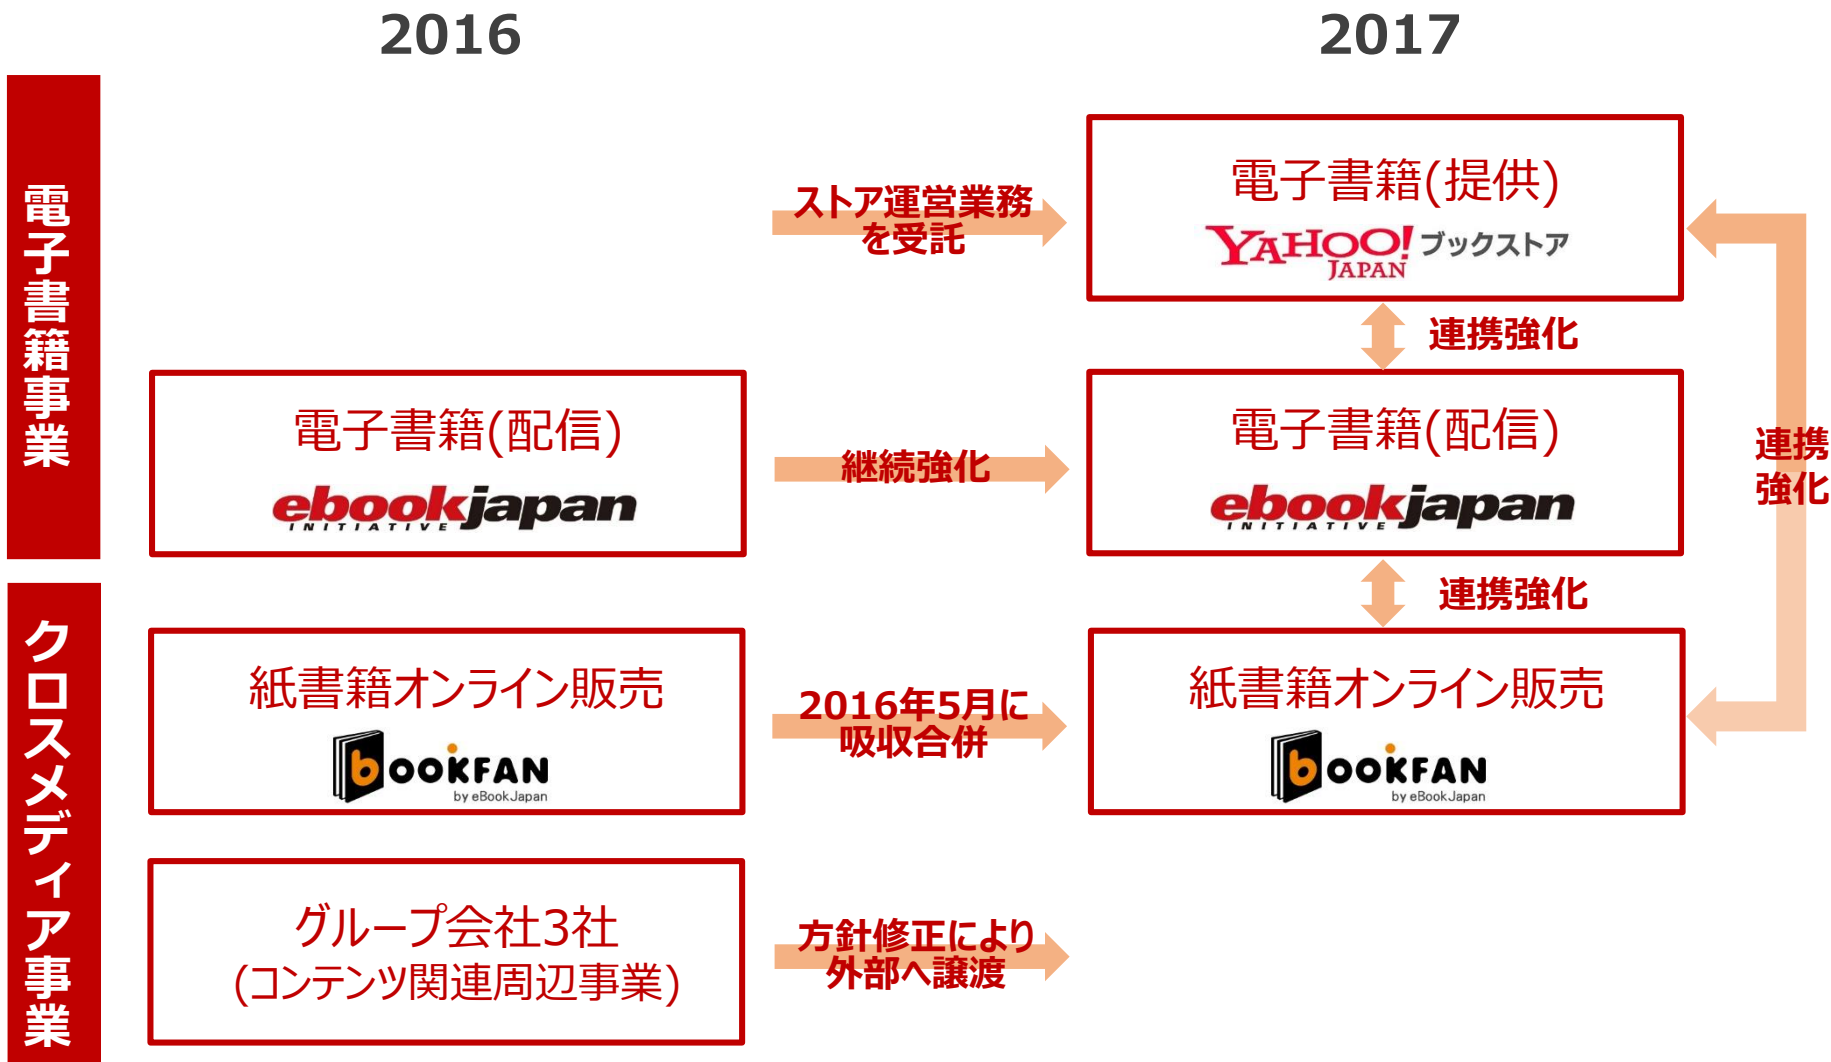 2016
2017
電子書籍事業
ストア運営業務
を受託
電子書籍(提供)
YAHOO! ブックストア
JAPAN
連携強化
電子書籍(配信)
ebookjapan
INITIATIVE
継続強化
電子書籍(配信)
ebookjapan
INITIATIVE
連携
強化
連携強化
クロスメディア事業
紙書籍オンライン販売
bOOKFAN
by eBookJapan
2016年5月に
吸収合併
紙書籍オンライン販売
bOOKFAN
by eBookJapan
グループ会社3社
(コンテンツ関連周辺事業)
方針修正により
外部へ譲渡